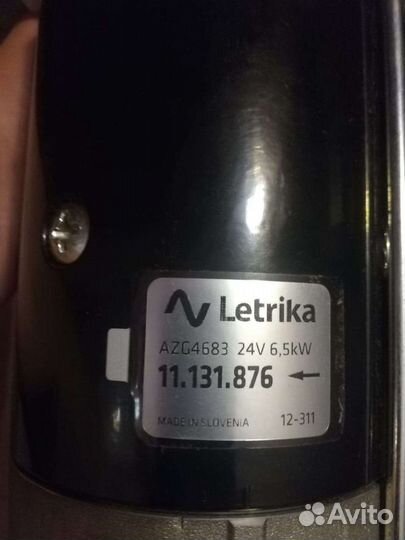 Letrika
AZG4683 24V 6,5kW
11.131.876
MADE IN SLOVENIA 12-311
Avito